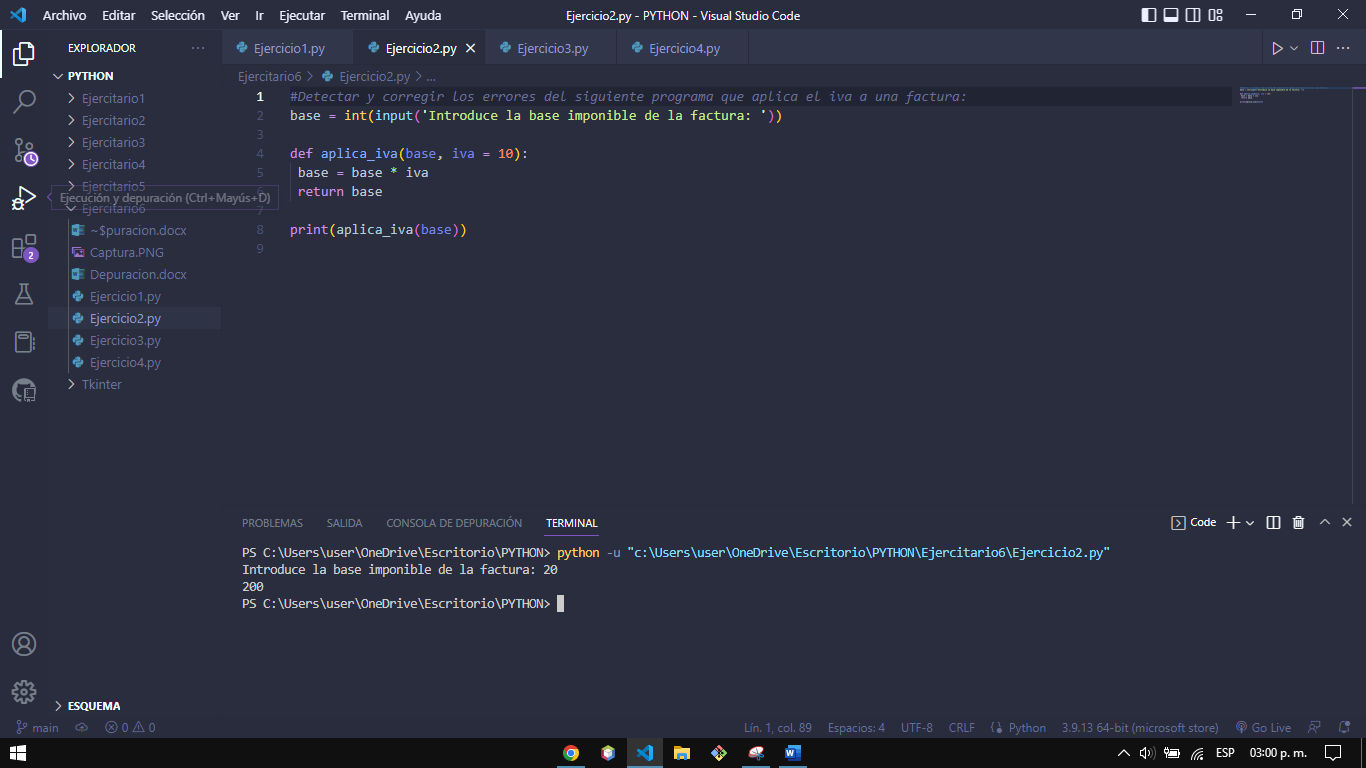 Archivo Editar Selección Ver Ir Ejecutar Terminal Ayuda
Ejercicio2.py - PYTHON - Visual Studio Code
EXPLORADOR
PYTHON
Ejercitario1
Ejercitario2
Ejercitario3
Ejercitario4
Ejercitario5
Ejecución y depuración (Ctrl+Mayús+D)
Ejercitario6
~$puracion.docx
Captura.PNG
Depuracion.docx
Ejercicio1.py
Ejercicio2.py
Ejercicio3.py
Ejercicio4.py
Tkinter
ESQUEMA
2
Ejercicio1.py Ejercicio2.py Ejercicio3.py Ejercicio4.py
Ejercitario6 > Ejercicio2.py > ...
1 #Detectar y corregir los errores del siguiente programa que aplica el iva a una factura:
2 base = int(input('Introduce la base imponible de la factura: '))
3
4 def aplica_iva(base, iva = 10):
5 base = base * iva
6 return base
7
8 print(aplica_iva(base))
9
PROBLEMAS SALIDA CONSOLA DE DEPURACIÓN TERMINAL
Code
PS C:\Users\user\OneDrive\Escritorio\PYTHON> python -u "c:\Users\user\OneDrive\Escritorio\PYTHON\Ejercitario6\Ejercicio2.py"
Introduce la base imponible de la factura: 20
200
PS C:\Users\user\OneDrive\Escritorio\PYTHON>
main 0 0 Lín. 1, col. 89 Espacios: 4 UTF-8 CRLF Python 3.9.13 64-bit (microsoft store) Go Live
ESP 03:00 p. m.